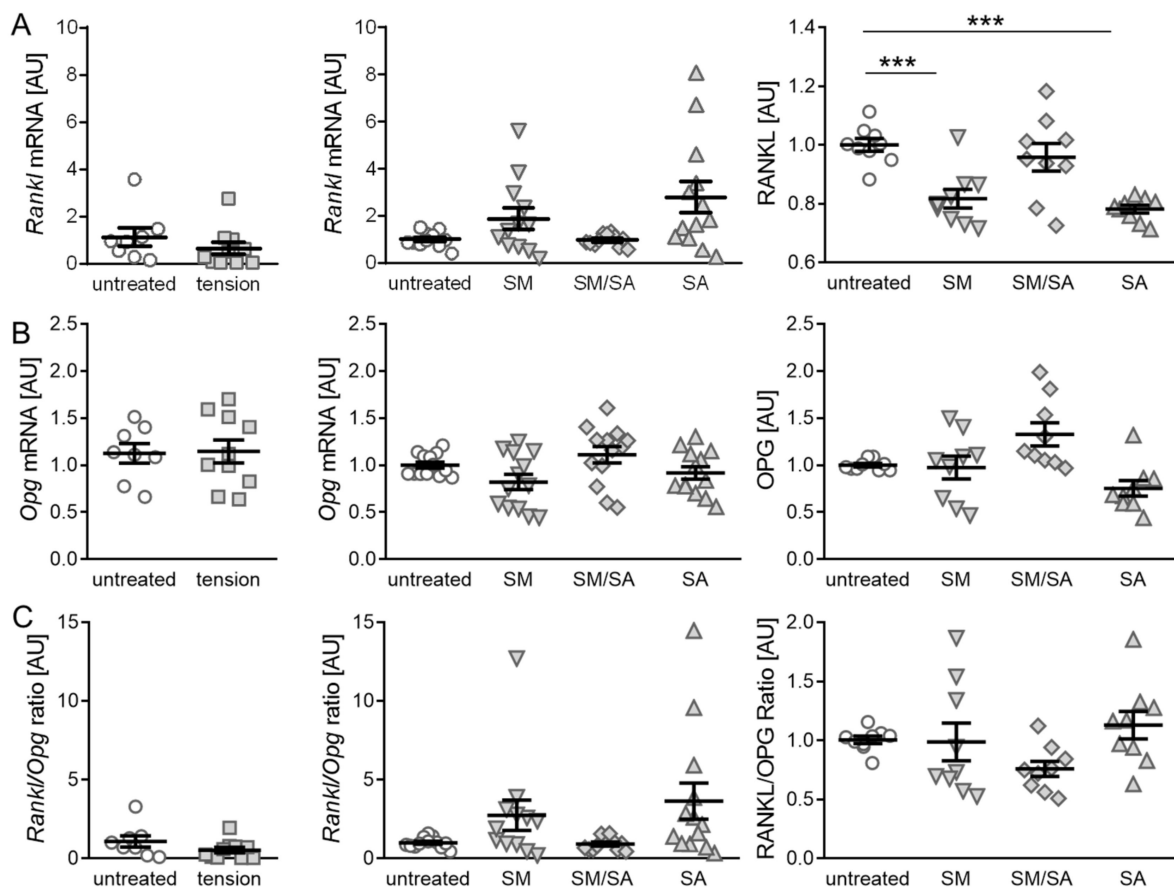 A
Rankl mRNA [AU]
10
8
6
4
2
0
untreated tension
Rankl mRNA [AU]
10
8
6
4
2
0
untreated SM SM/SA SA
RANKL [AU]
1.4
1.2
1.0
0.8
0.6
***
***
untreated SM SM/SA SA
B
Opg mRNA [AU]
2.5
2.0
1.5
1.0
0.5
0.0
untreated tension
Opg mRNA [AU]
2.5
2.0
1.5
1.0
0.5
0.0
untreated SM SM/SA SA
OPG [AU]
2.5
2.0
1.5
1.0
0.5
0.0
untreated SM SM/SA SA
C
Rankl/Opg ratio [AU]
15
10
5
0
untreated tension
Rankl/Opg ratio [AU]
15
10
5
0
untreated SM SM/SA SA
RANKL/OPG Ratio [AU]
2.0
1.5
1.0
0.5
0.0
untreated SM SM/SA SA